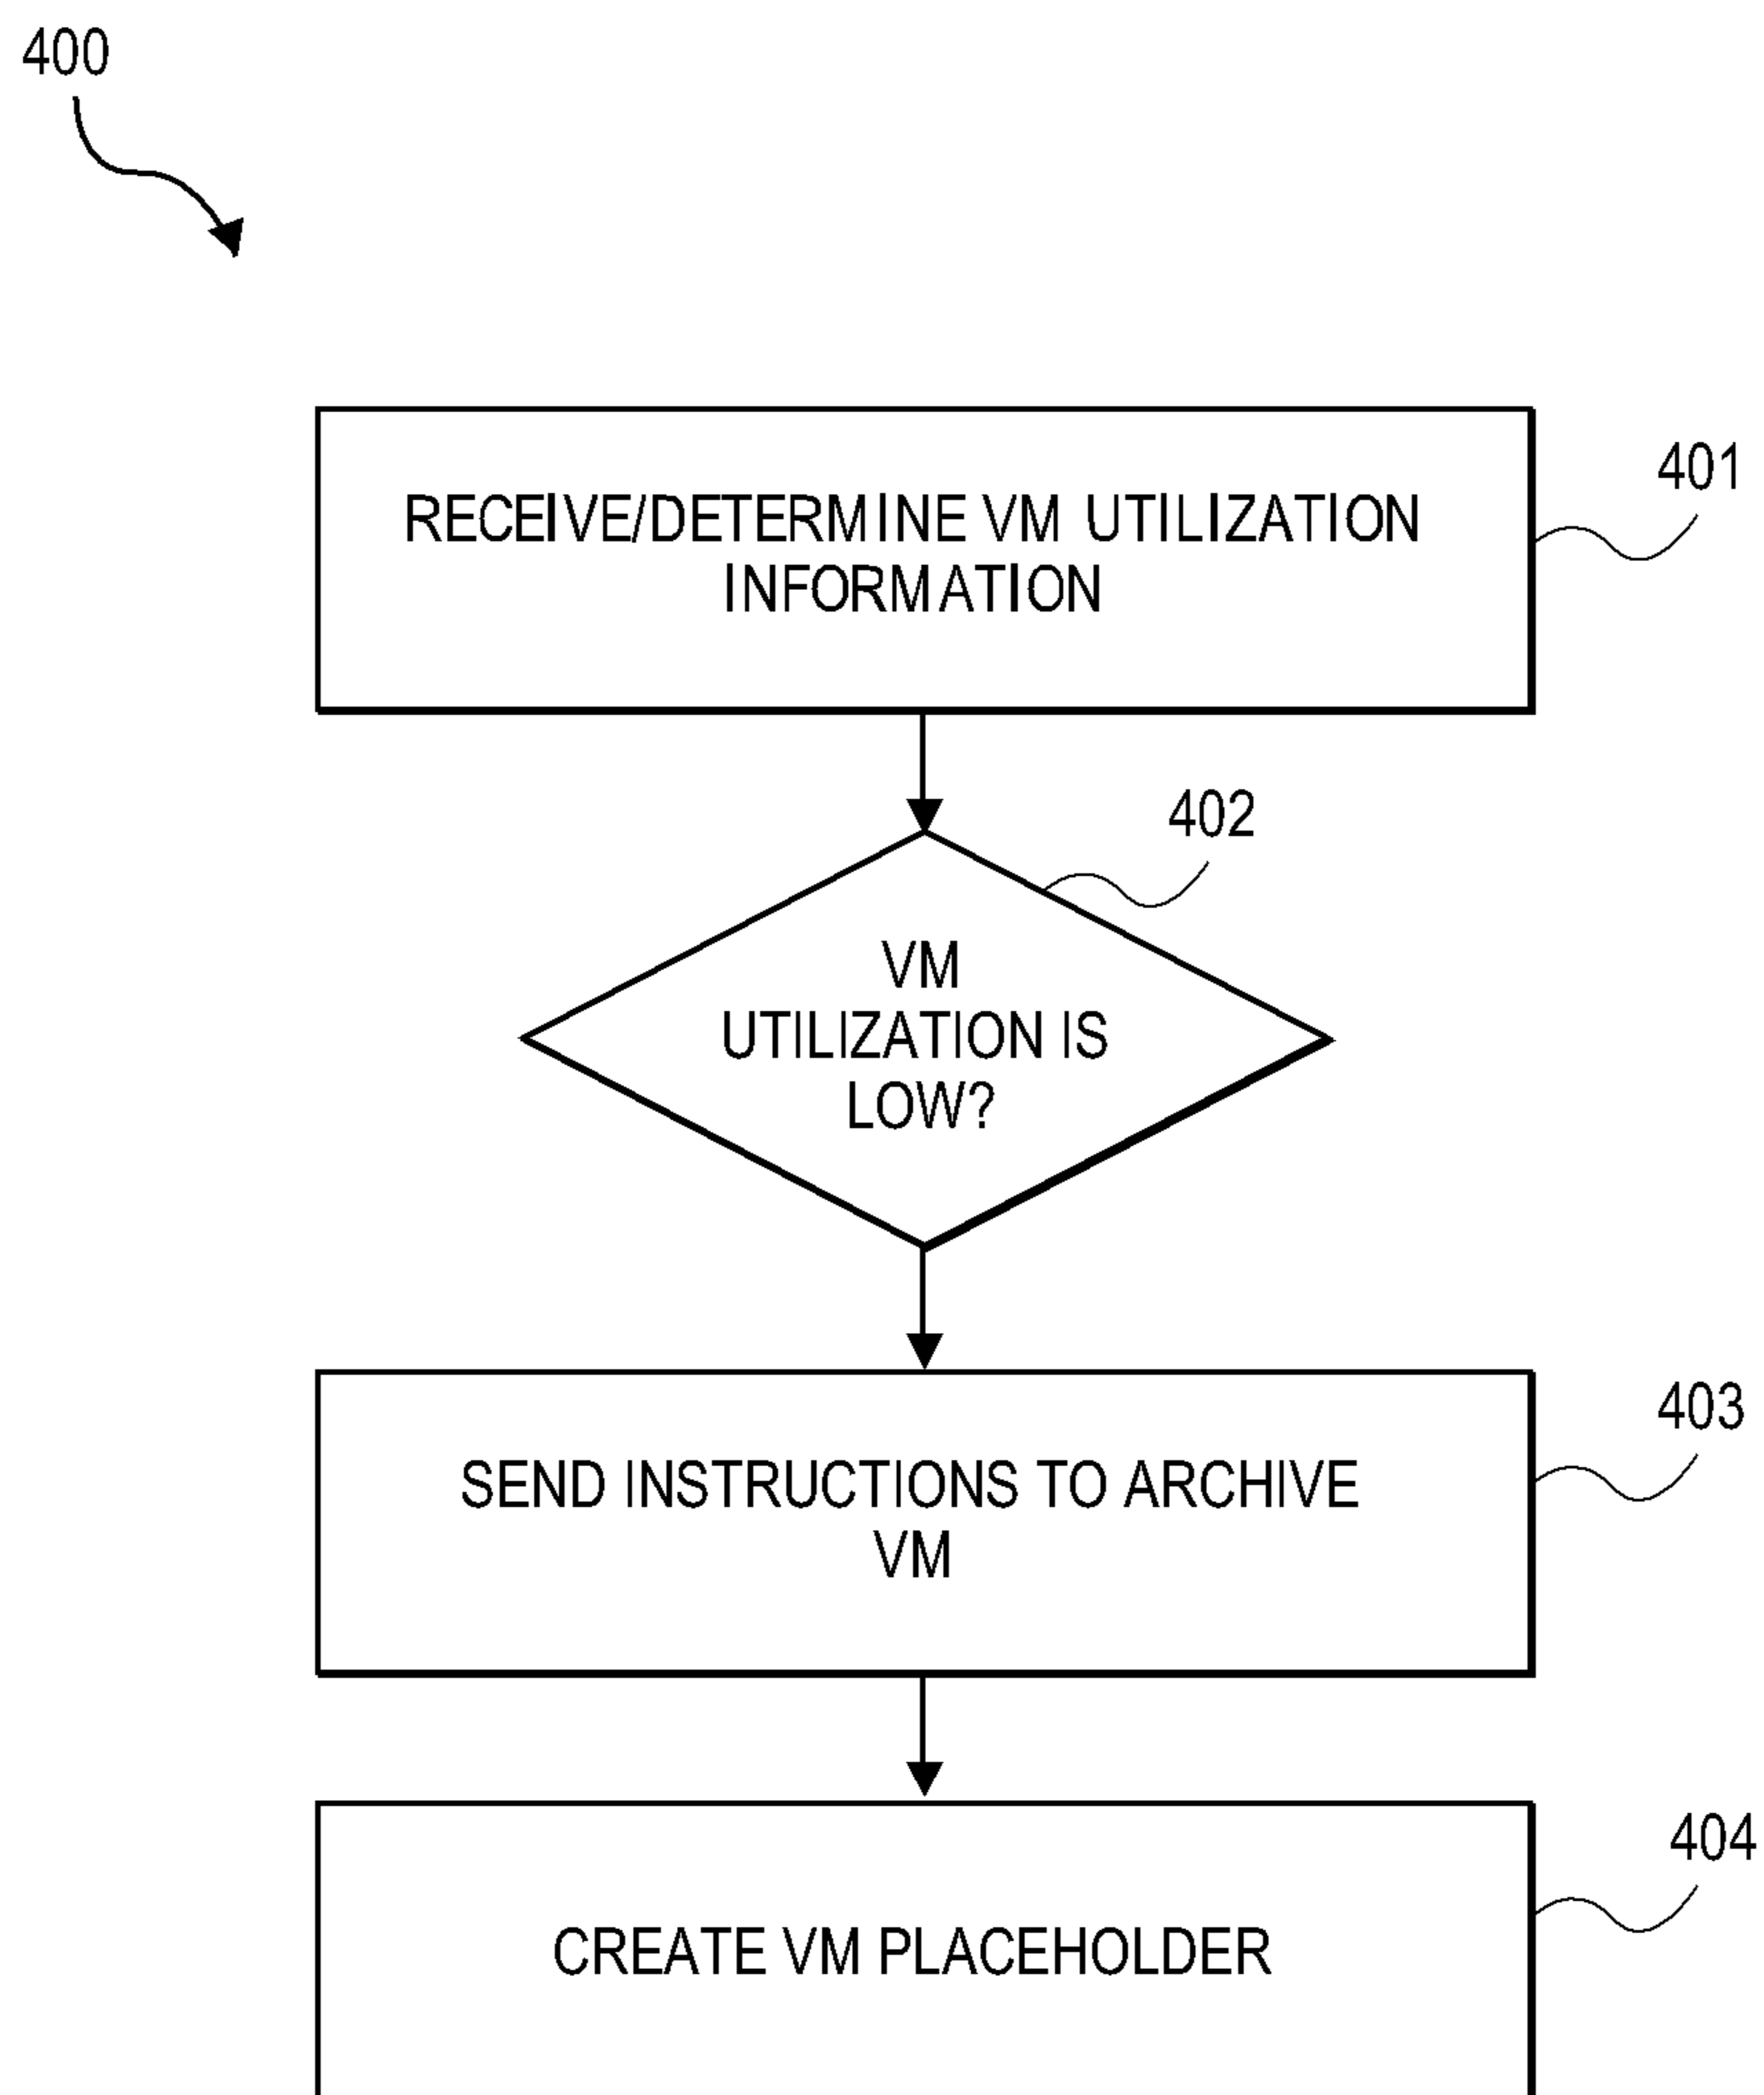 400
RECEIVE/DETERMINE VM UTILIZATION
INFORMATION
401
402
VM
UTILIZATION IS
LOW?
SEND INSTRUCTIONS TO ARCHIVE
VM
403
404
CREATE VM PLACEHOLDER